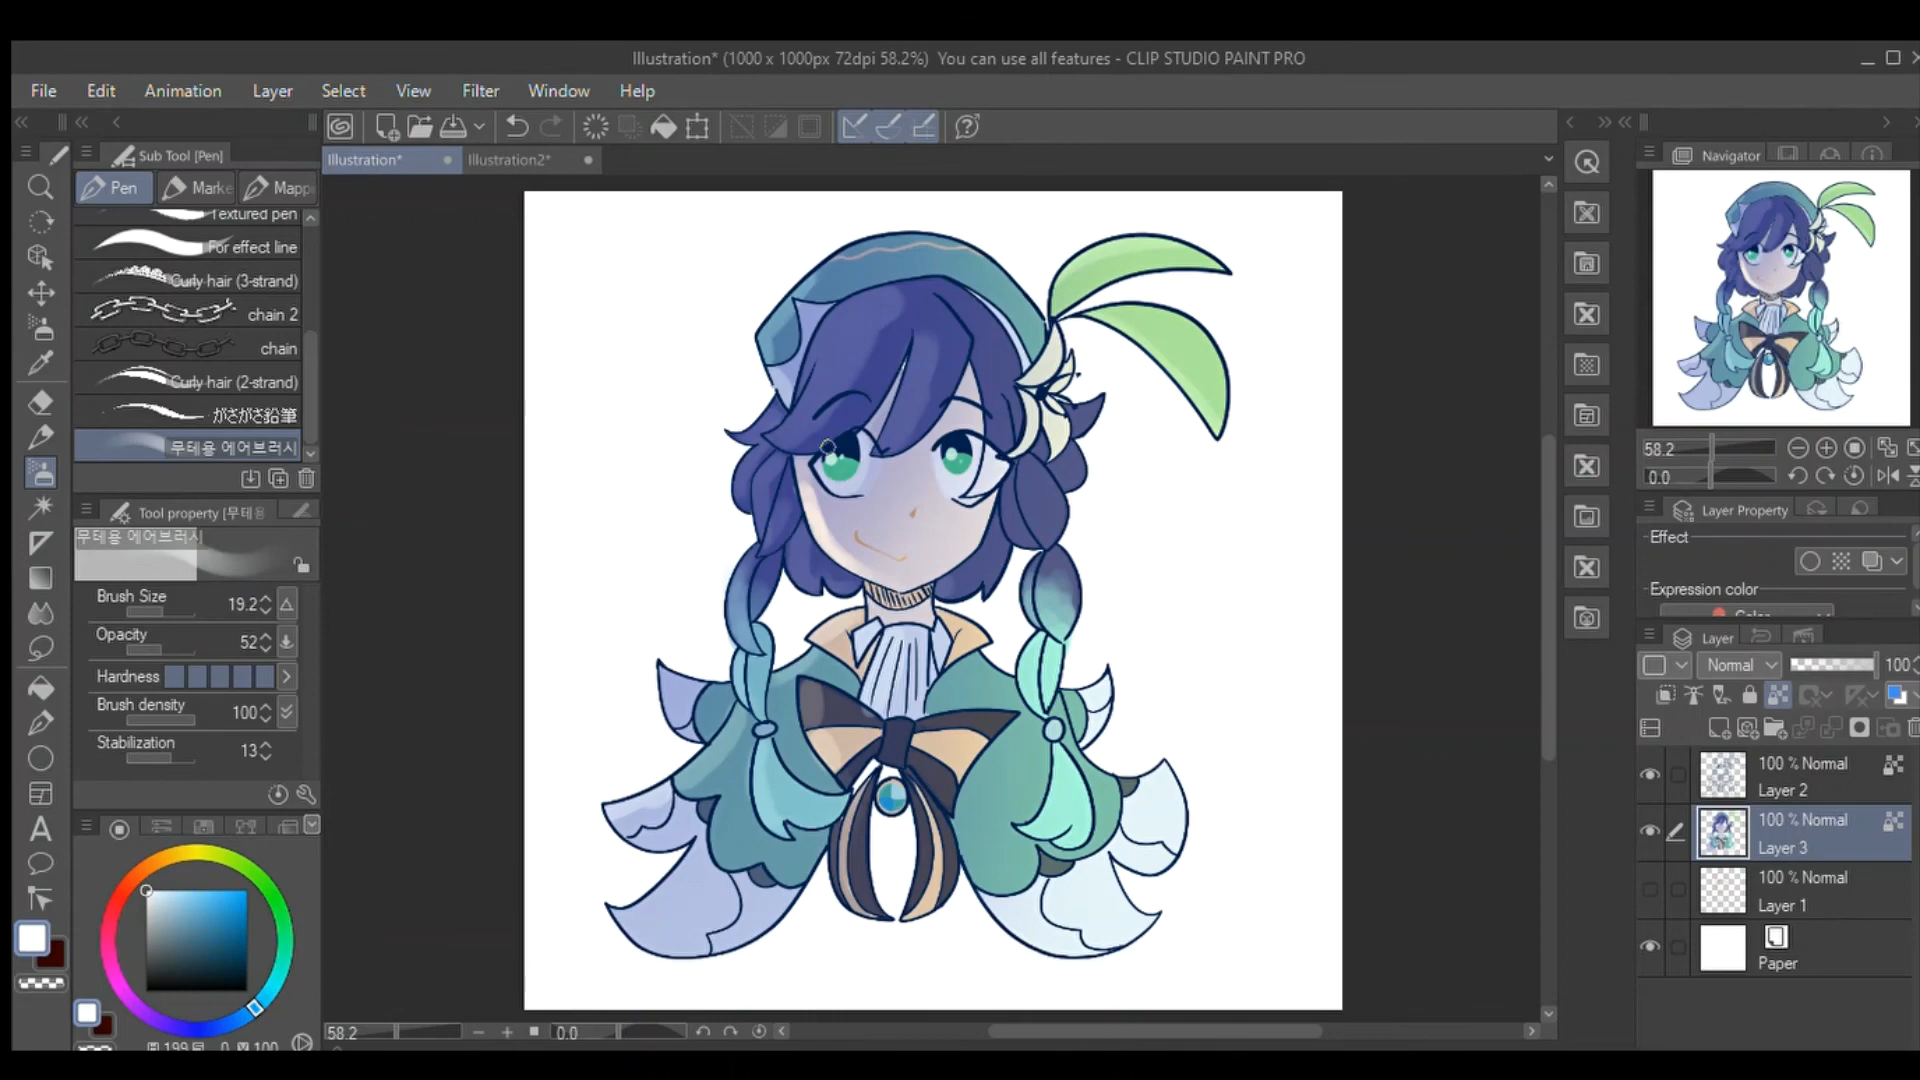 Illustration* (1000 x 1000px 72dpi 58.2%) You can use all features - CLIP STUDIO PAINT PRO
File Edit Animation Layer Select View Filter Window Help
Illustration* Illustration2*
Sub Tool [Pen]
Pen Marke Mappi
Textured pen
For effect line
Curly hair (3-strand)
chain 2
chain
Curly hair (2-strand)
がさがさ鉛筆
무테용 에어브러시
Tool property [무테용
무테용 에어브러시
Brush Size 19.2
Opacity 52
Hardness
Brush density 100
Stabilization 13
199 0 100
58.2 0.0
Navigator
58.2
0.0
Layer Property
Effect
Expression color
Color
Layer
Normal 100
100 % Normal
Layer 2
100 % Normal
Layer 3
100 % Normal
Layer 1
Paper